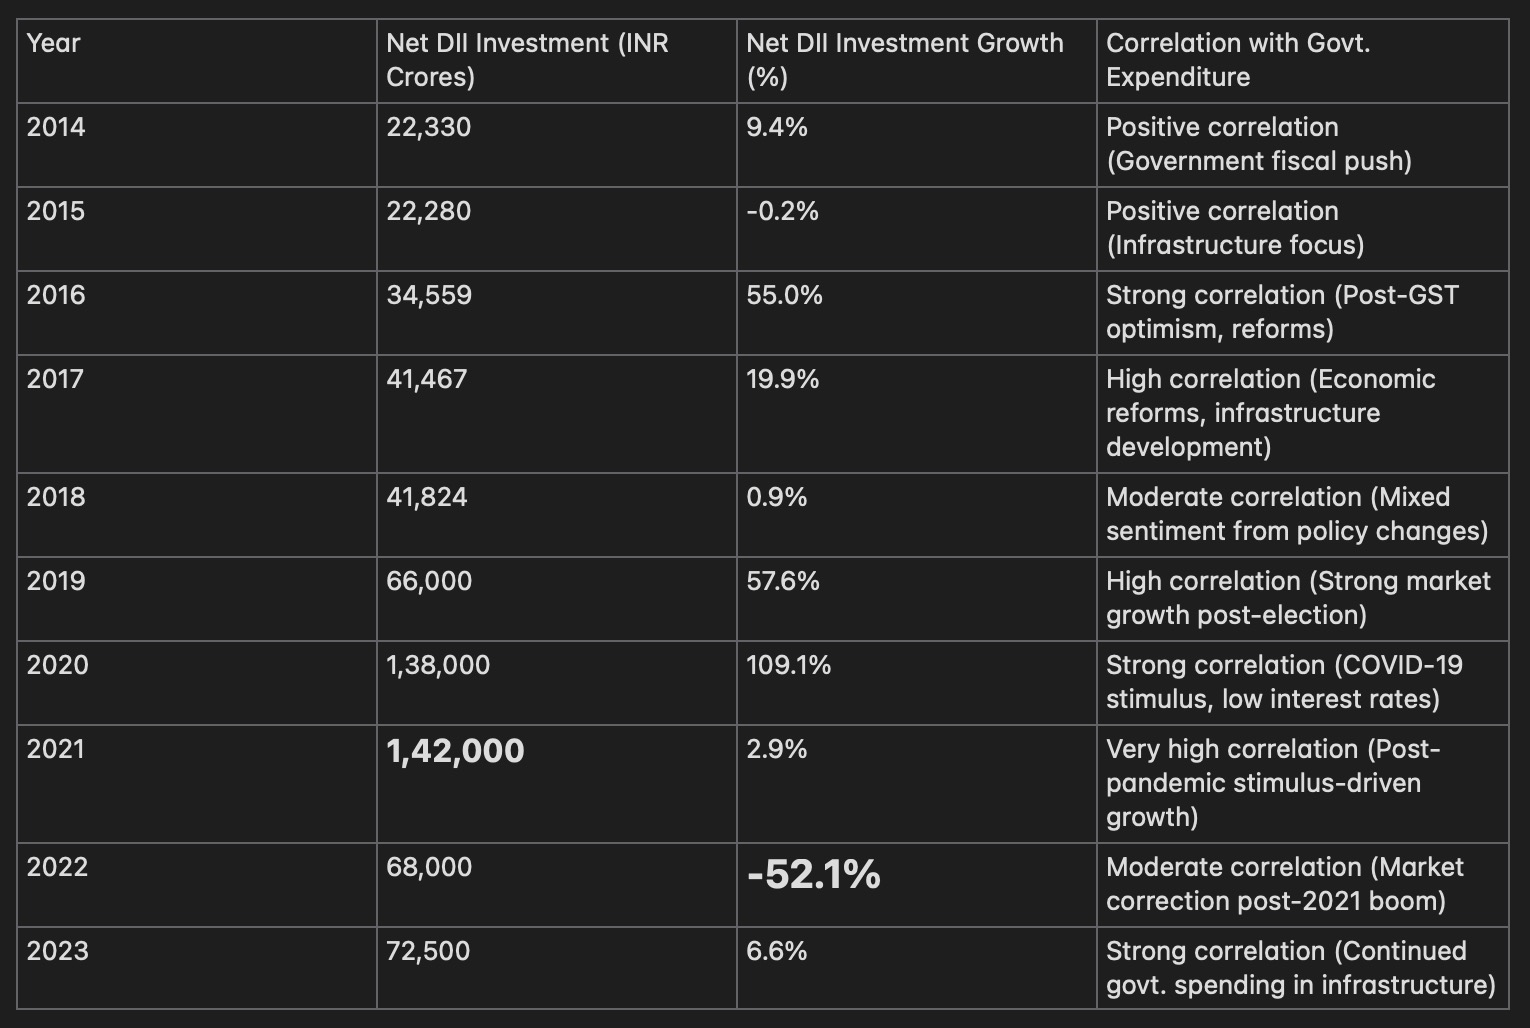 Year
Net DII Investment (INR
Crores)
Net DII Investment Growth
(%)
Correlation with Govt.
Expenditure
2014
22,330
9.4%
Positive correlation
(Government fiscal push)
2015
22,280
-0.2%
Positive correlation
(Infrastructure focus)
2016
34,559
55.0%
Strong correlation (Post-GST
optimism, reforms)
2017
41,467
19.9%
High correlation (Economic
reforms, infrastructure
development)
2018
41,824
0.9%
Moderate correlation (Mixed
sentiment from policy changes)
2019
66,000
57.6%
High correlation (Strong market
growth post-election)
2020
1,38,000
109.1%
Strong correlation (COVID-19
stimulus, low interest rates)
2021
1,42,000
2.9%
Very high correlation (Post-
pandemic stimulus-driven
growth)
2022
68,000
-52.1%
Moderate correlation (Market
correction post-2021 boom)
2023
72,500
6.6%
Strong correlation (Continued
govt. spending in infrastructure)